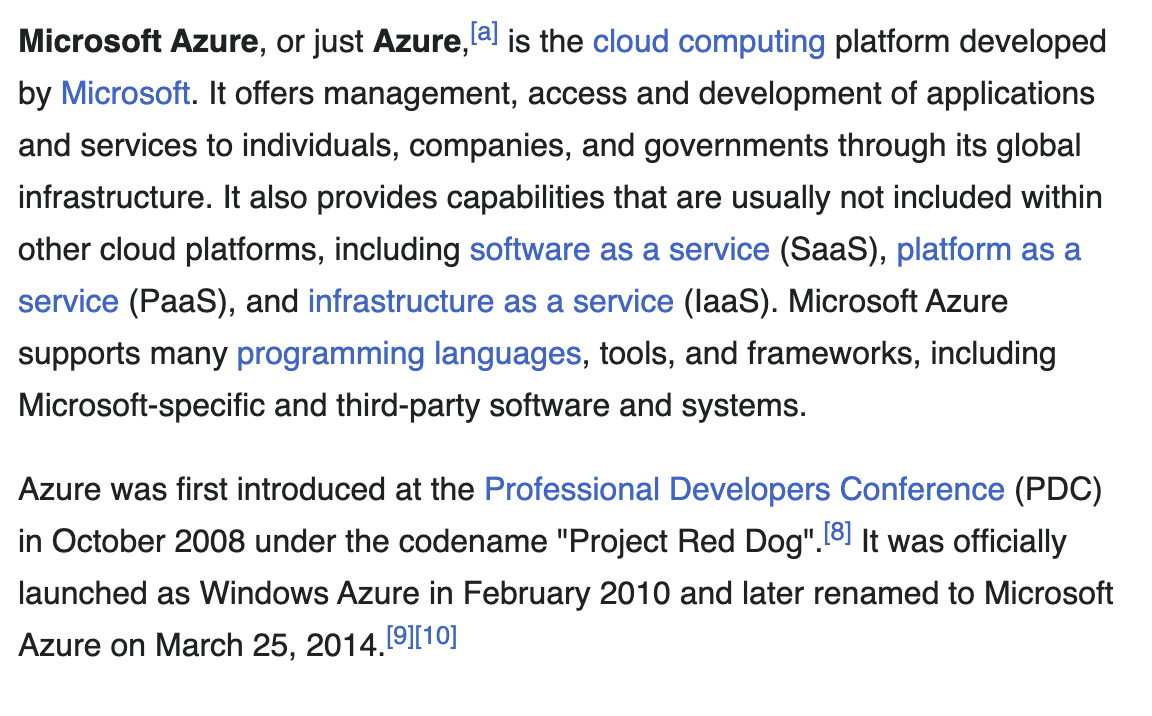 Microsoft Azure, or just Azure,[a] is the cloud computing platform developed
by Microsoft. It offers management, access and development of applications
and services to individuals, companies, and governments through its global
infrastructure. It also provides capabilities that are usually not included within
other cloud platforms, including software as a service (SaaS), platform as a
service (PaaS), and infrastructure as a service (IaaS). Microsoft Azure
supports many programming languages, tools, and frameworks, including
Microsoft-specific and third-party software and systems.
Azure was first introduced at the Professional Developers Conference (PDC)
in October 2008 under the codename "Project Red Dog".[8] It was officially
launched as Windows Azure in February 2010 and later renamed to Microsoft
Azure on March 25, 2014.[9][10]